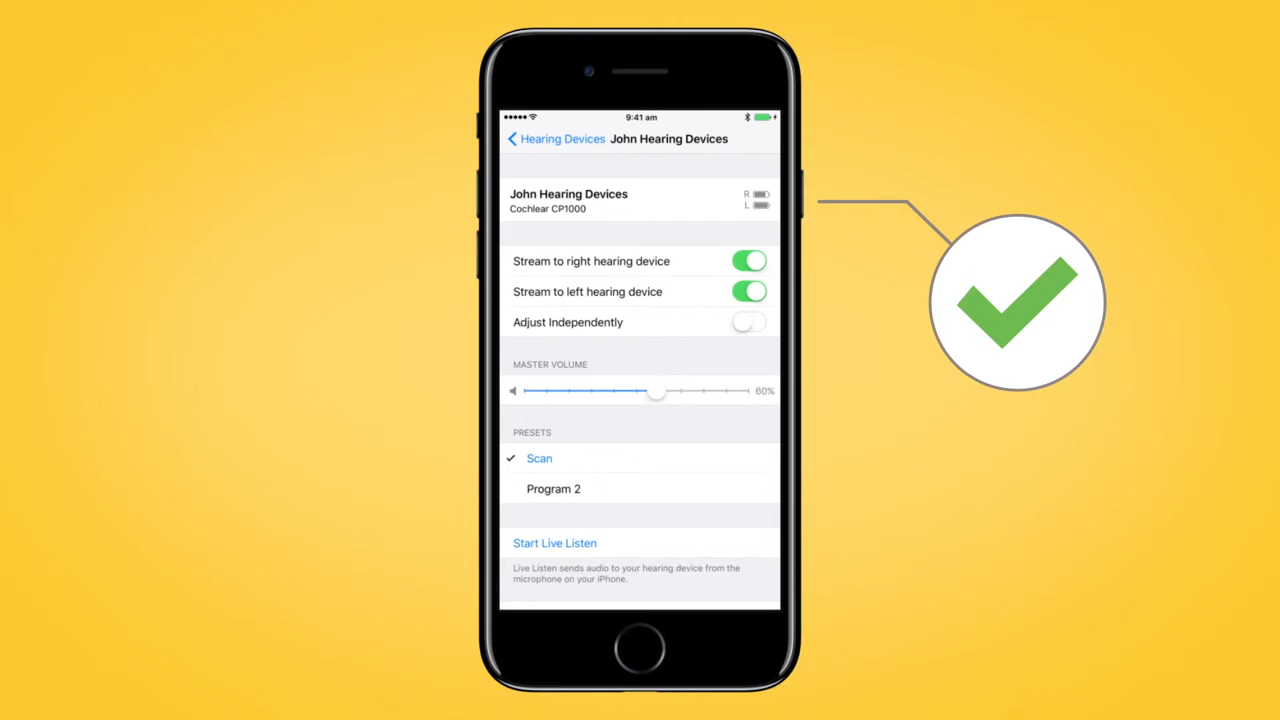 9:41 am
Hearing Devices John Hearing Devices
John Hearing Devices R
Cochlear CP1000 L
Stream to right hearing device
Stream to left hearing device
Adjust Independently
MASTER VOLUME
60%
PRESETS
Scan
Program 2
Start Live Listen
Live Listen sends audio to your hearing device from the
microphone on your iPhone.